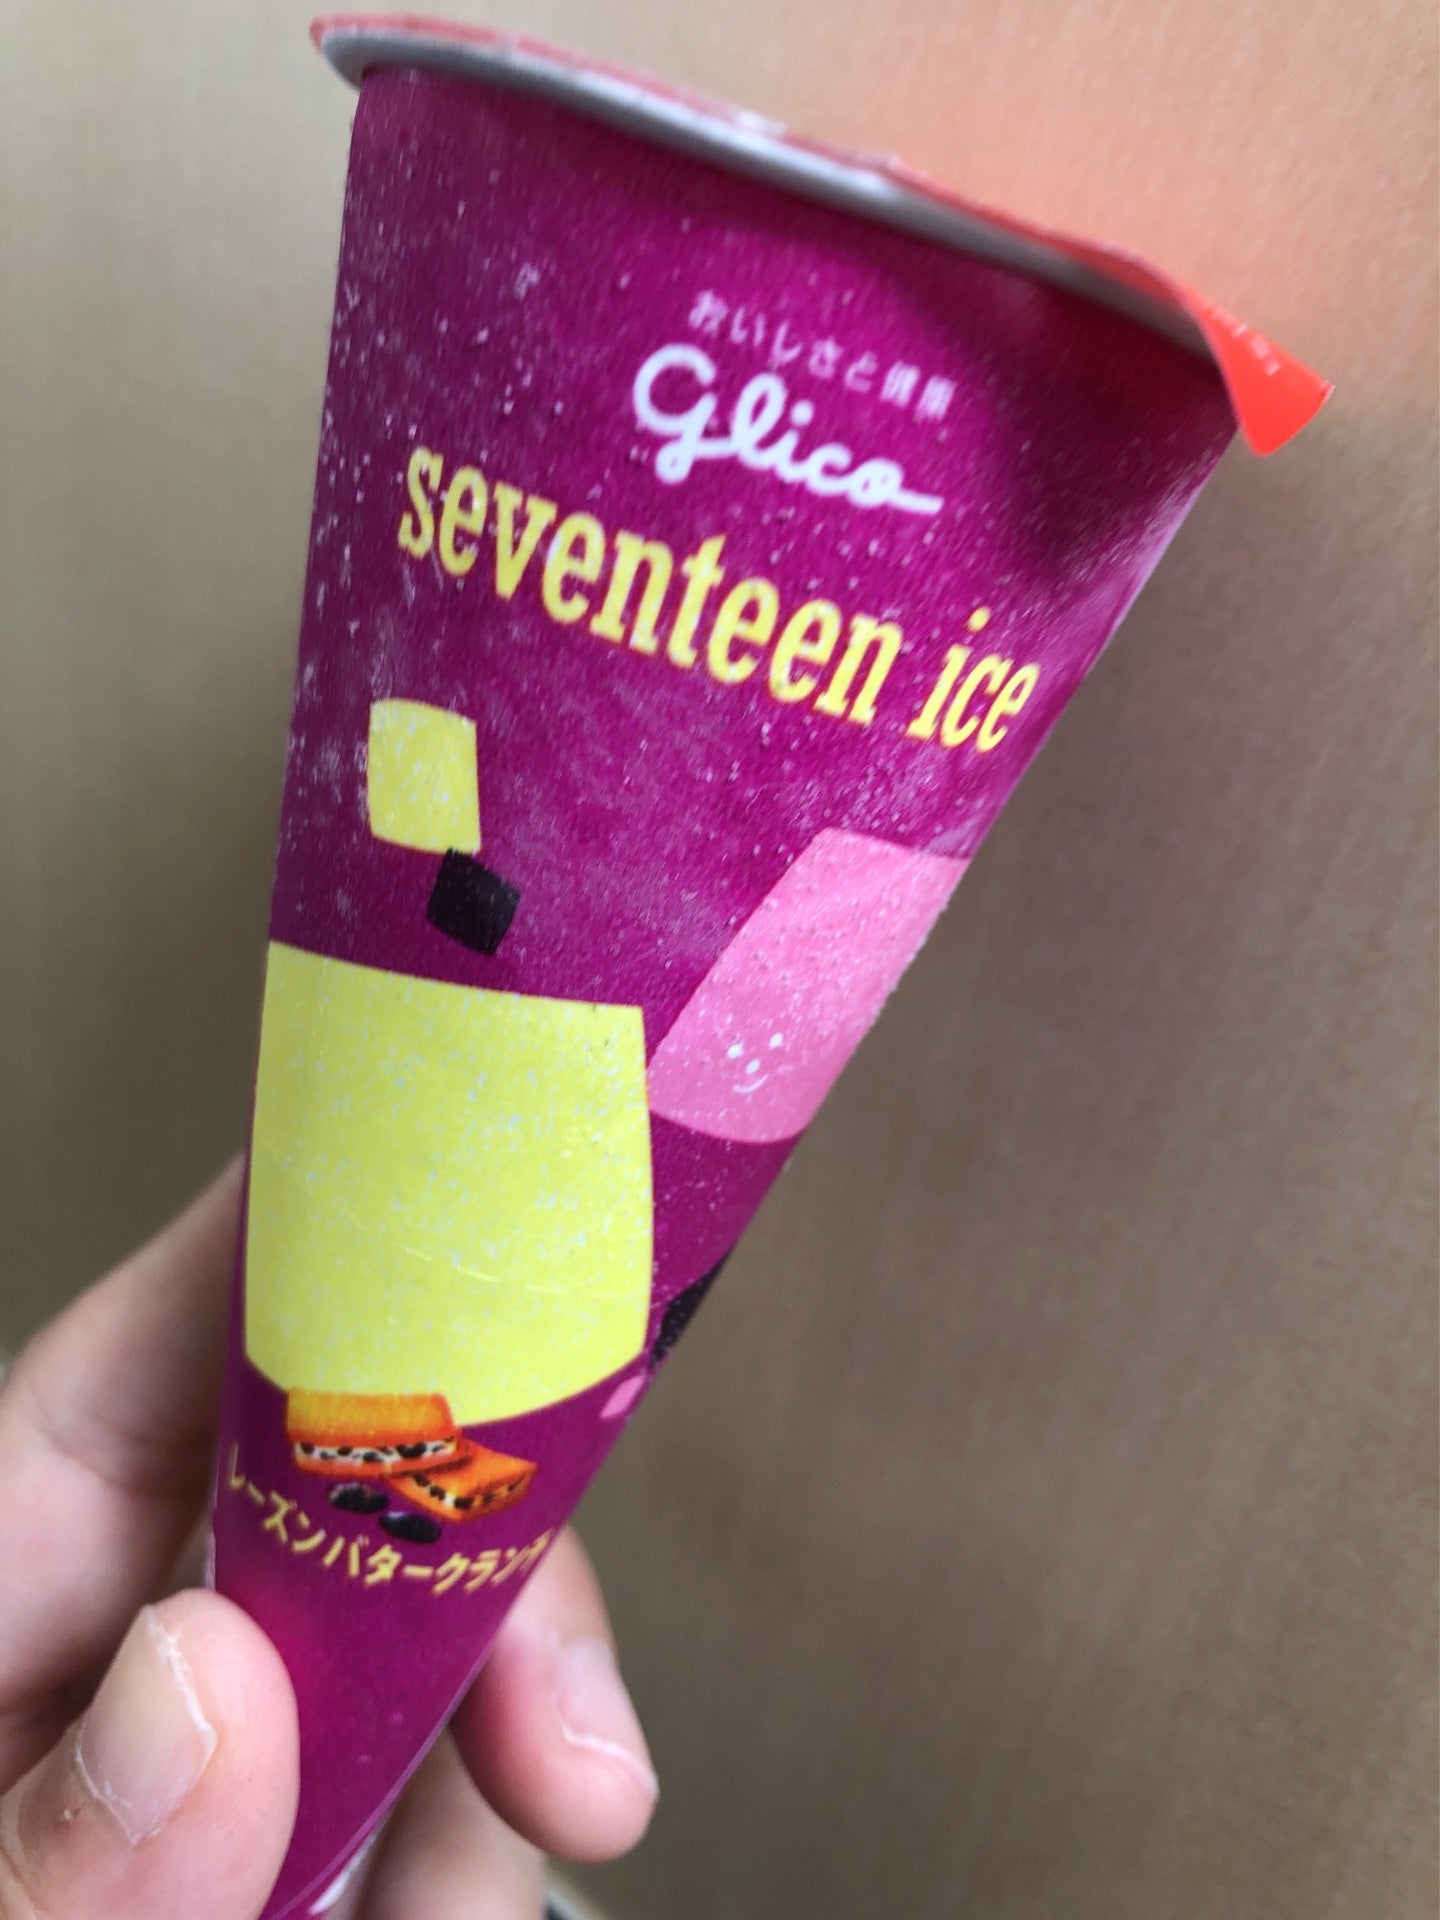 おいしさと健康
Glico
seventeen ice
レーズンバタークランチ